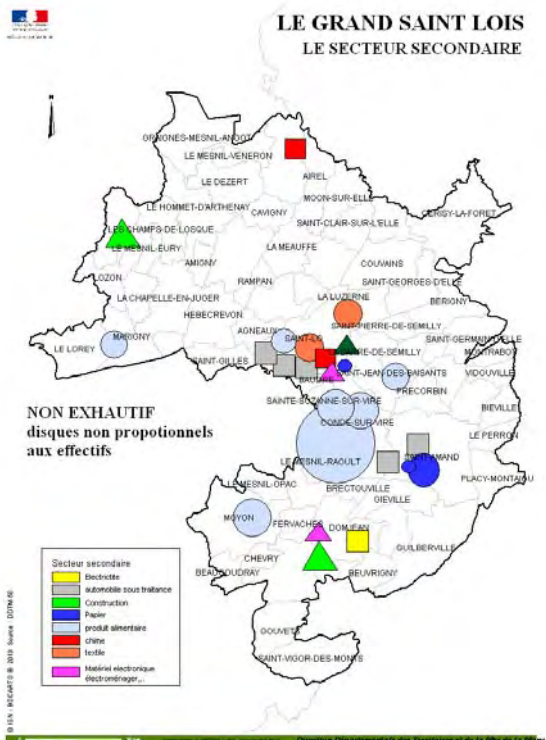 LE GRAND SAINT LOIS
LE SECTEUR SECONDAIRE
GRAIGNES-MESNIL-ANGOT
LE MESNIL-VENERON
AIREL
LE DEZERT
MOON-SUR-ELLE
LE HOMMET-D'ARTHENAY
CAVIGNY
CERISY-LA-FORET
SAINT-CLAIR-SUR-L'ELLE
LES CHAMPS-DE-LOSQUE
LE MESNIL-EURY
LA MEAUFFE
AMIGNY
COUVAINS
LOZON
RAMPAN
SAINT-GEORGES-D'ELLE
LA CHAPELLE-EN-JUGER
LA LUZERNE
BERIGNY
HEBECREVON
AGNEAUX
SAINT-PIERRE-DE-SEMILLY
MARIGNY
SAINT-LO
SAINT-GERMAIN-D'ELLE
LE LOREY
LA BARRE-DE-SEMILLY
MONTRABOT
SAINT-GILLES
BAUDRE
SAINT-JEAN-DES-BAISANTS
VIDOUVILLE
PRECORBIN
NON EXHAUTIF
disques non propotionnels
aux effectifs
SAINTE-SUZANNE-SUR-VIRE
BIEVILLE
CONDE-SUR-VIRE
LE PERRON
LE MESNIL-RAOULT
SAINT-AMAND
LE MESNIL-OPAC
BRECTOUVILLE
PLACY-MONTAIGU
GIEVILLE
MOYON
FERVACHES
DOMJEAN
GUILBERVILLE
CHEVRY
BEAUCOUDRAY
BEUVRIGNY
GOUVETS
SAINT-VIGOR-DES-MONTS
Secteur secondaire
Electricite
automobile sous traitance
Construction
Papier
produit alimentaire
chimie
textile
Matériel electronique
électroménager,..